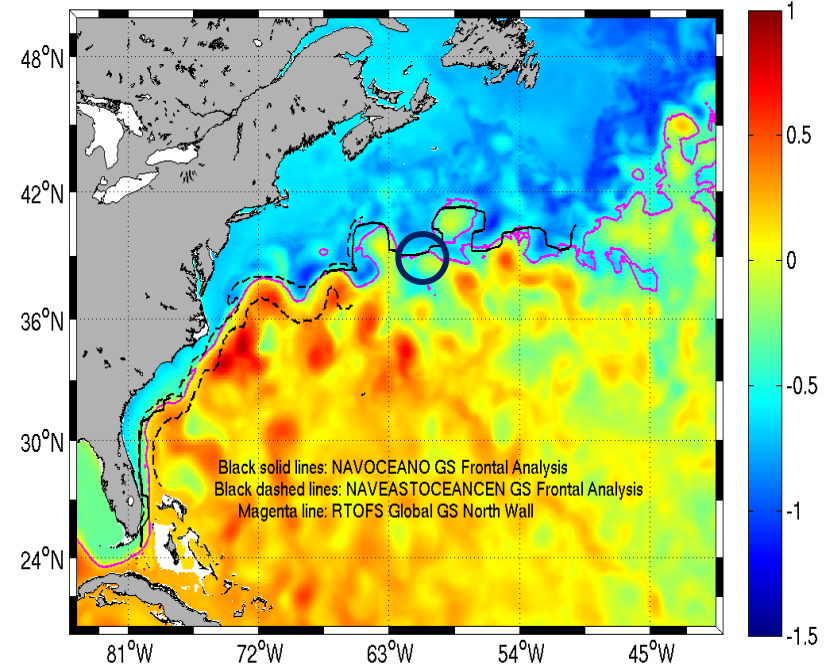 1
48°N
0.5
42°N
0
36°N
-0.5
30°N
Black solid lines: NAVOCEANO GS Frontal Analysis
Black dashed lines: NAVEASTOCEANCEN GS Frontal Analysis
Magenta line: RTOFS Global GS North Wall
-1
24°N
-1.5
81°W 72°W 63°W 54°W 45°W